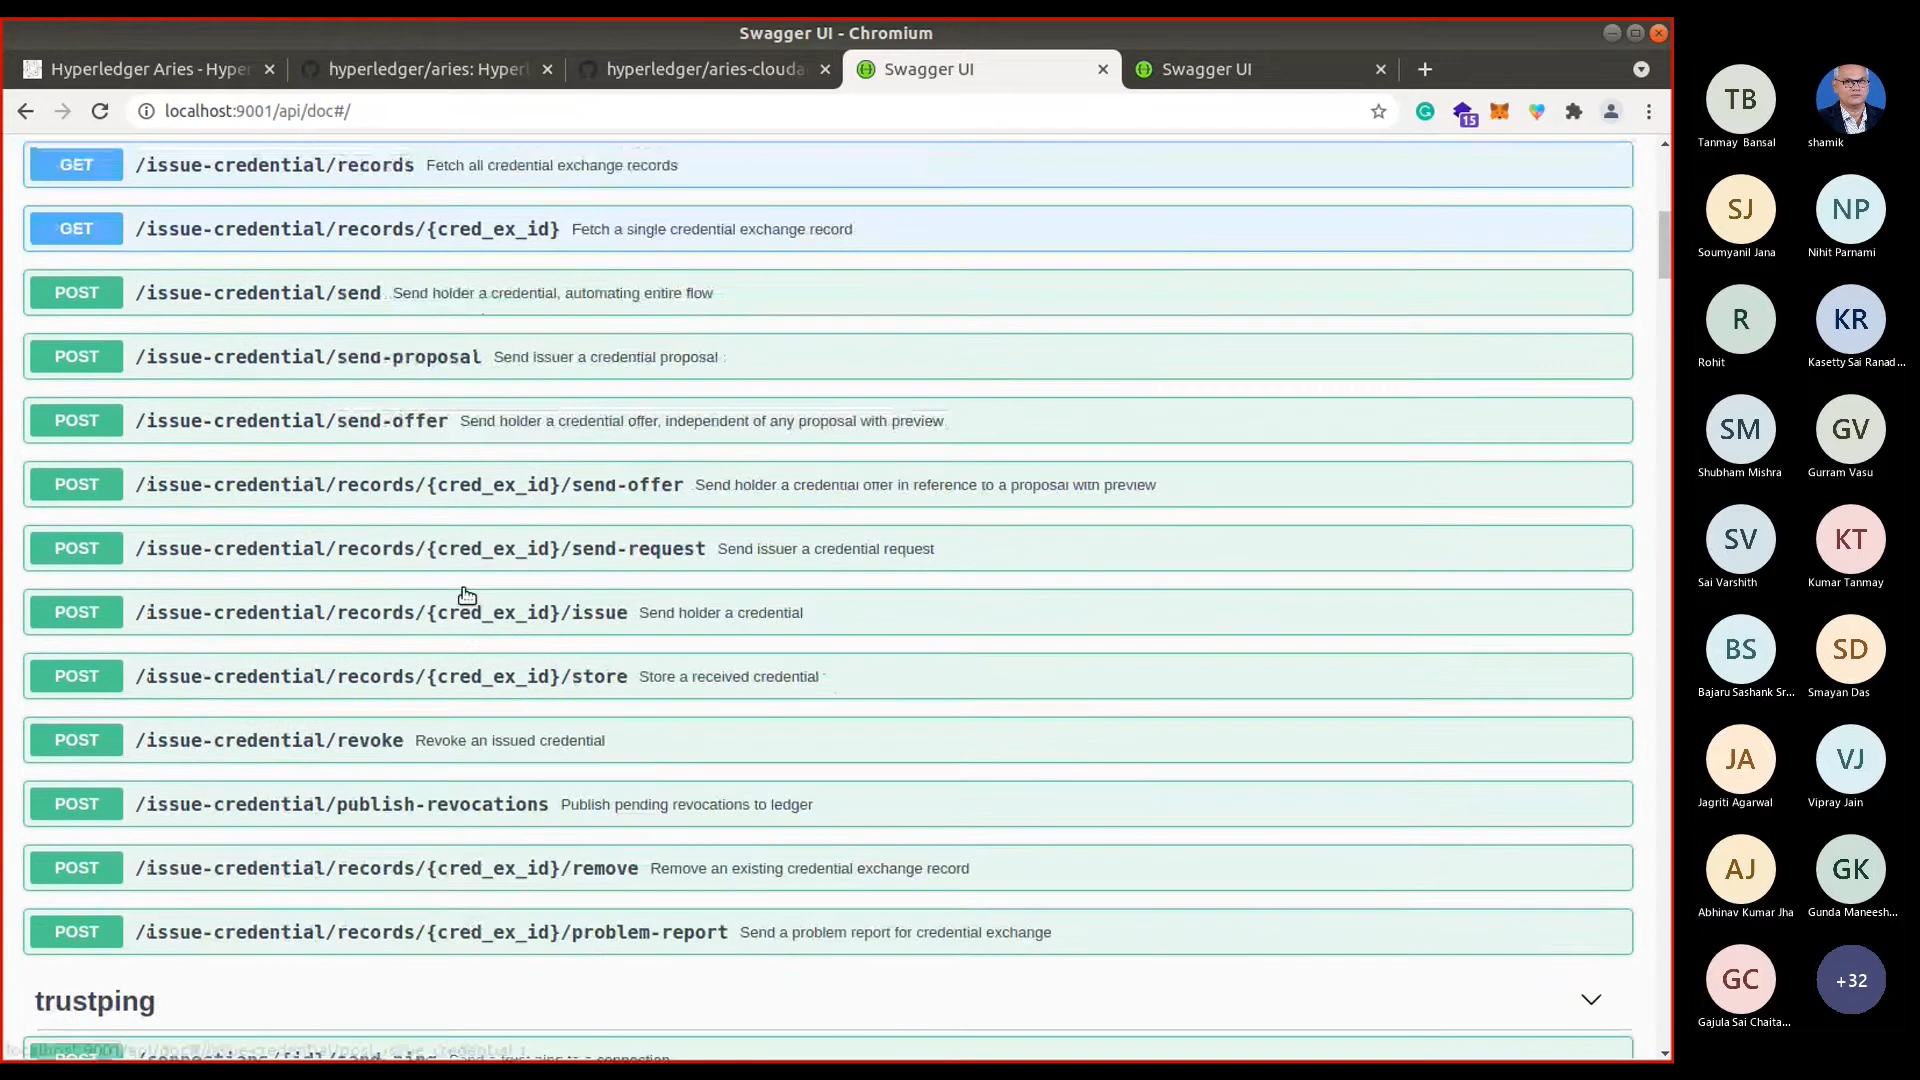 Swagger UI - Chromium
Hyperledger Aries - Hyper
hyperledger/aries: Hyperl
hyperledger/aries-clouda
Swagger UI
Swagger UI
localhost:9001/api/doc#/
15
GET /issue-credential/records Fetch all credential exchange records
GET /issue-credential/records/{cred_ex_id} Fetch a single credential exchange record
POST /issue-credential/send Send holder a credential, automating entire flow
POST /issue-credential/send-proposal Send issuer a credential proposal
POST /issue-credential/send-offer Send holder a credential offer, independent of any proposal with preview
POST /issue-credential/records/{cred_ex_id}/send-offer Send holder a credential offer in reference to a proposal with preview
POST /issue-credential/records/{cred_ex_id}/send-request Send issuer a credential request
POST /issue-credential/records/{cred_ex_id}/issue Send holder a credential
POST /issue-credential/records/{cred_ex_id}/store Store a received credential
POST /issue-credential/revoke Revoke an issued credential
POST /issue-credential/publish-revocations Publish pending revocations to ledger
POST /issue-credential/records/{cred_ex_id}/remove Remove an existing credential exchange record
POST /issue-credential/records/{cred_ex_id}/problem-report Send a problem report for credential exchange
trustping
TB
Tanmay Bansal
shamik
SJ
Soumyanil Jana
NP
Nihit Parnami
R
Rohit
KR
Kasetty Sai Ranad...
SM
Shubham Mishra
GV
Gurram Vasu
SV
Sai Varshith
KT
Kumar Tanmay
BS
Bajaru Sashank Sr...
SD
Smayan Das
JA
Jagriti Agarwal
VJ
Vipray Jain
AJ
Abhinav Kumar Jha
GK
Gunda Maneesh...
GC
Gajula Sai Chaita...
+32